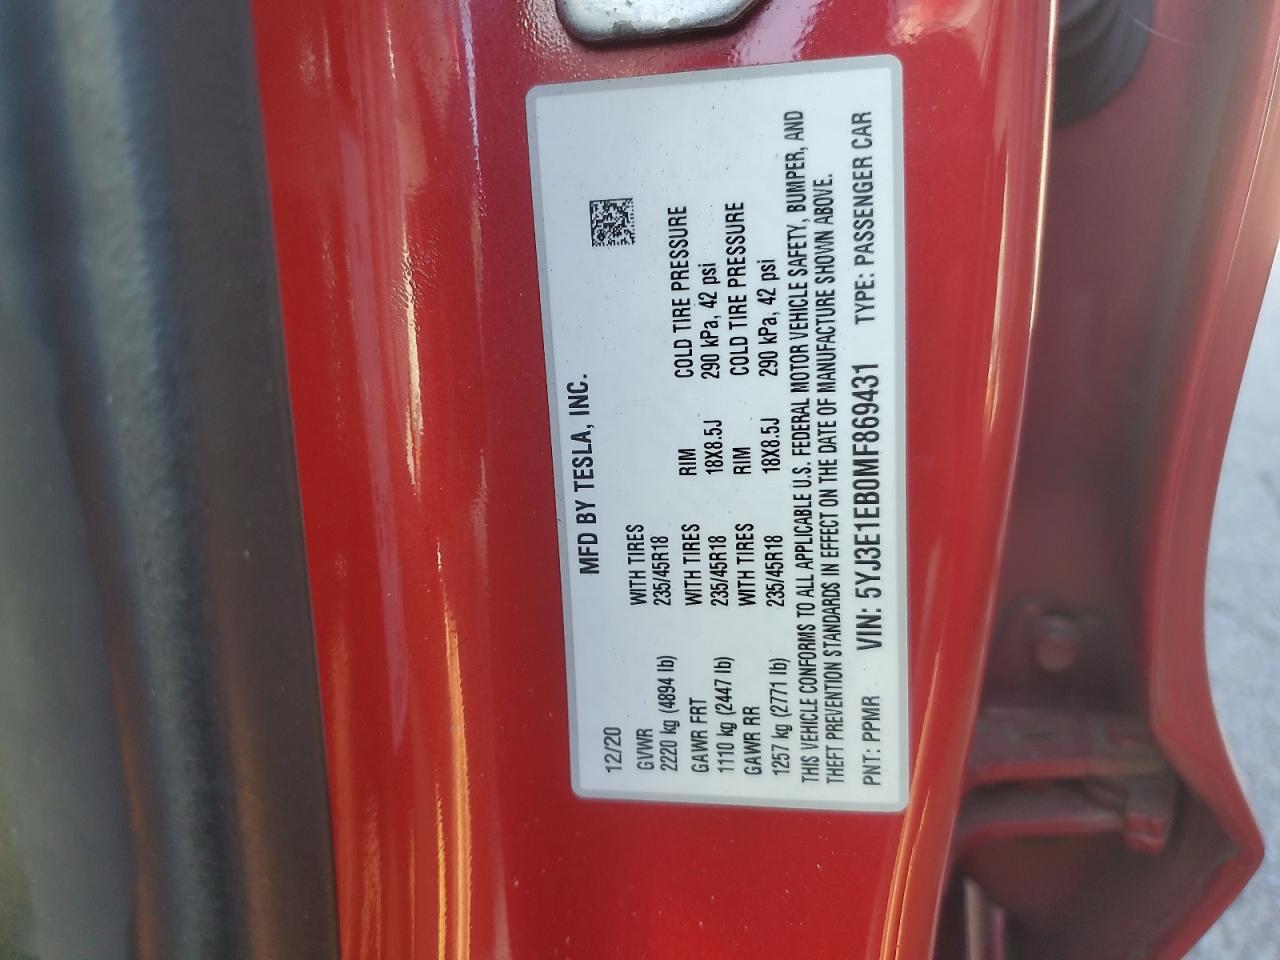 MFD BY TESLA, INC.
12/20
GVWR WITH TIRES RIM COLD TIRE PRESSURE
2220 kg (4894 lb) 235/45R18
GAWR FRT WITH TIRES RIM COLD TIRE PRESSURE
1110 kg (2447 lb) 235/45R18 18X8.5J 290 kPa, 42 psi
GAWR RR WITH TIRES RIM COLD TIRE PRESSURE
1257 kg (2771 lb) 235/45R18 18X8.5J 290 kPa, 42 psi
THIS VEHICLE CONFORMS TO ALL APPLICABLE U.S. FEDERAL MOTOR VEHICLE SAFETY, BUMPER, AND
THEFT PREVENTION STANDARDS IN EFFECT ON THE DATE OF MANUFACTURE SHOWN ABOVE.
PNT: PPMR VIN: 5YJ3E1EB0MF869431 TYPE: PASSENGER CAR